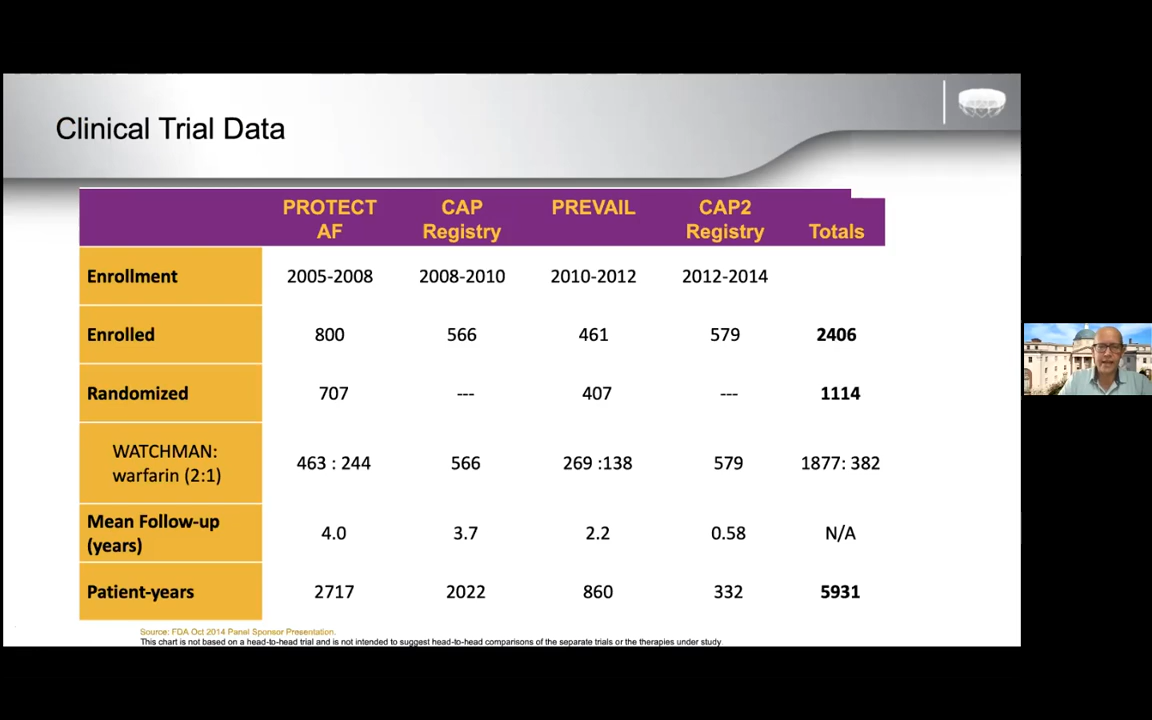 Clinical Trial Data
PROTECT AF CAP Registry PREVAIL CAP2 Registry Totals
Enrollment 2005-2008 2008-2010 2010-2012 2012-2014
Enrolled 800 566 461 579 2406
Randomized 707 --- 407 --- 1114
WATCHMAN: warfarin (2:1) 463 : 244 566 269 :138 579 1877: 382
Mean Follow-up (years) 4.0 3.7 2.2 0.58 N/A
Patient-years 2717 2022 860 332 5931
Source: FDA Oct 2014 Panel Sponsor Presentation.
This chart is not based on a head-to-head trial and is not intended to suggest head-to-head comparisons of the separate trials or the therapies under study